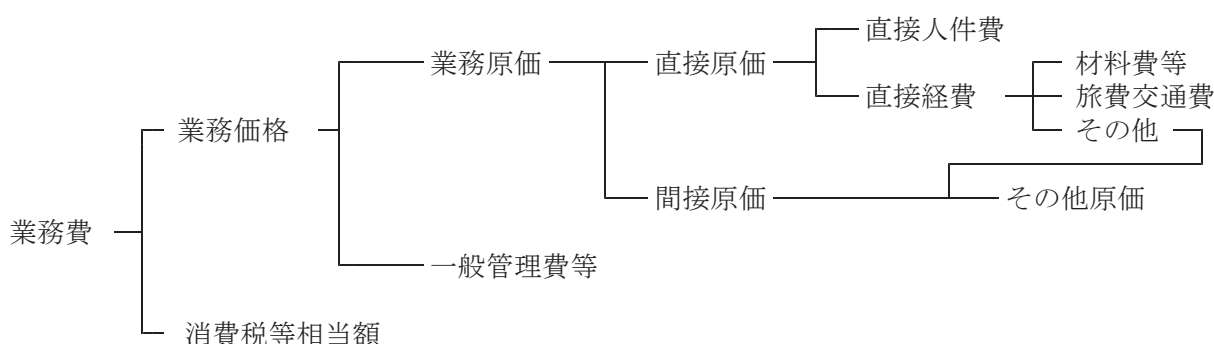 直接人件費
業務原価 直接原価 材料費等
直接経費 旅費交通費
業務価格 その他
間接原価 その他原価
業務費
一般管理費等
消費税等相当額